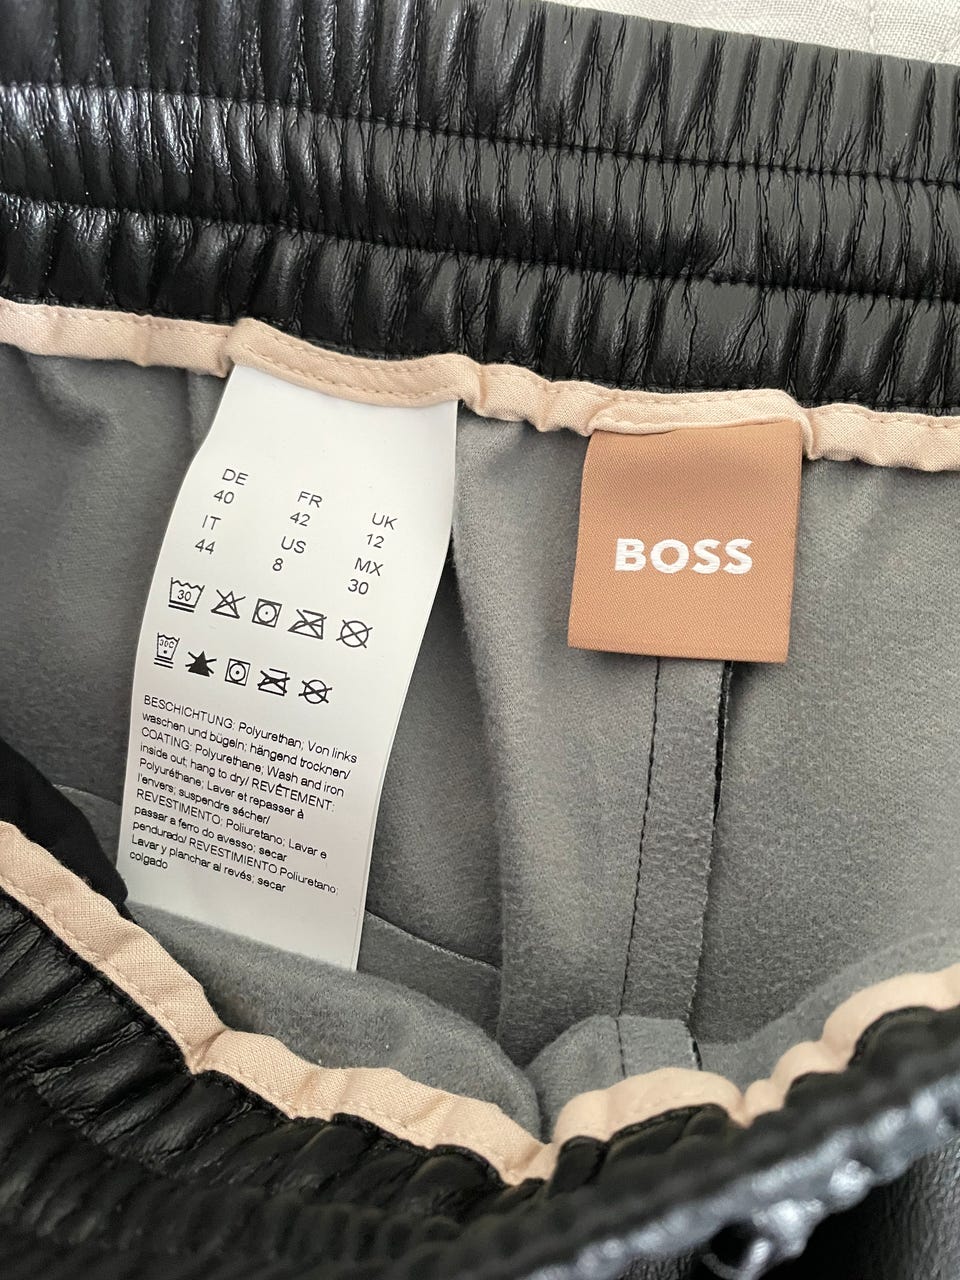 DE FR UK
40 42 12
IT US MX
44 8 30
30
30C
BESCHICHTUNG: Polyurethan; Von links
waschen und bügeln; hängend trocknen/
COATING: Polyurethane; Wash and iron
inside out; hang to dry/ REVÊTEMENT:
Polyuréthane; Laver et repasser à
l'envers; suspendre sécher/
REVESTIMENTO: Poliuretano; Lavar e
passar a ferro do avesso; secar
pendurado/ REVESTIMIENTO Poliuretano;
Lavar y planchar al revés; secar
colgado
BOSS